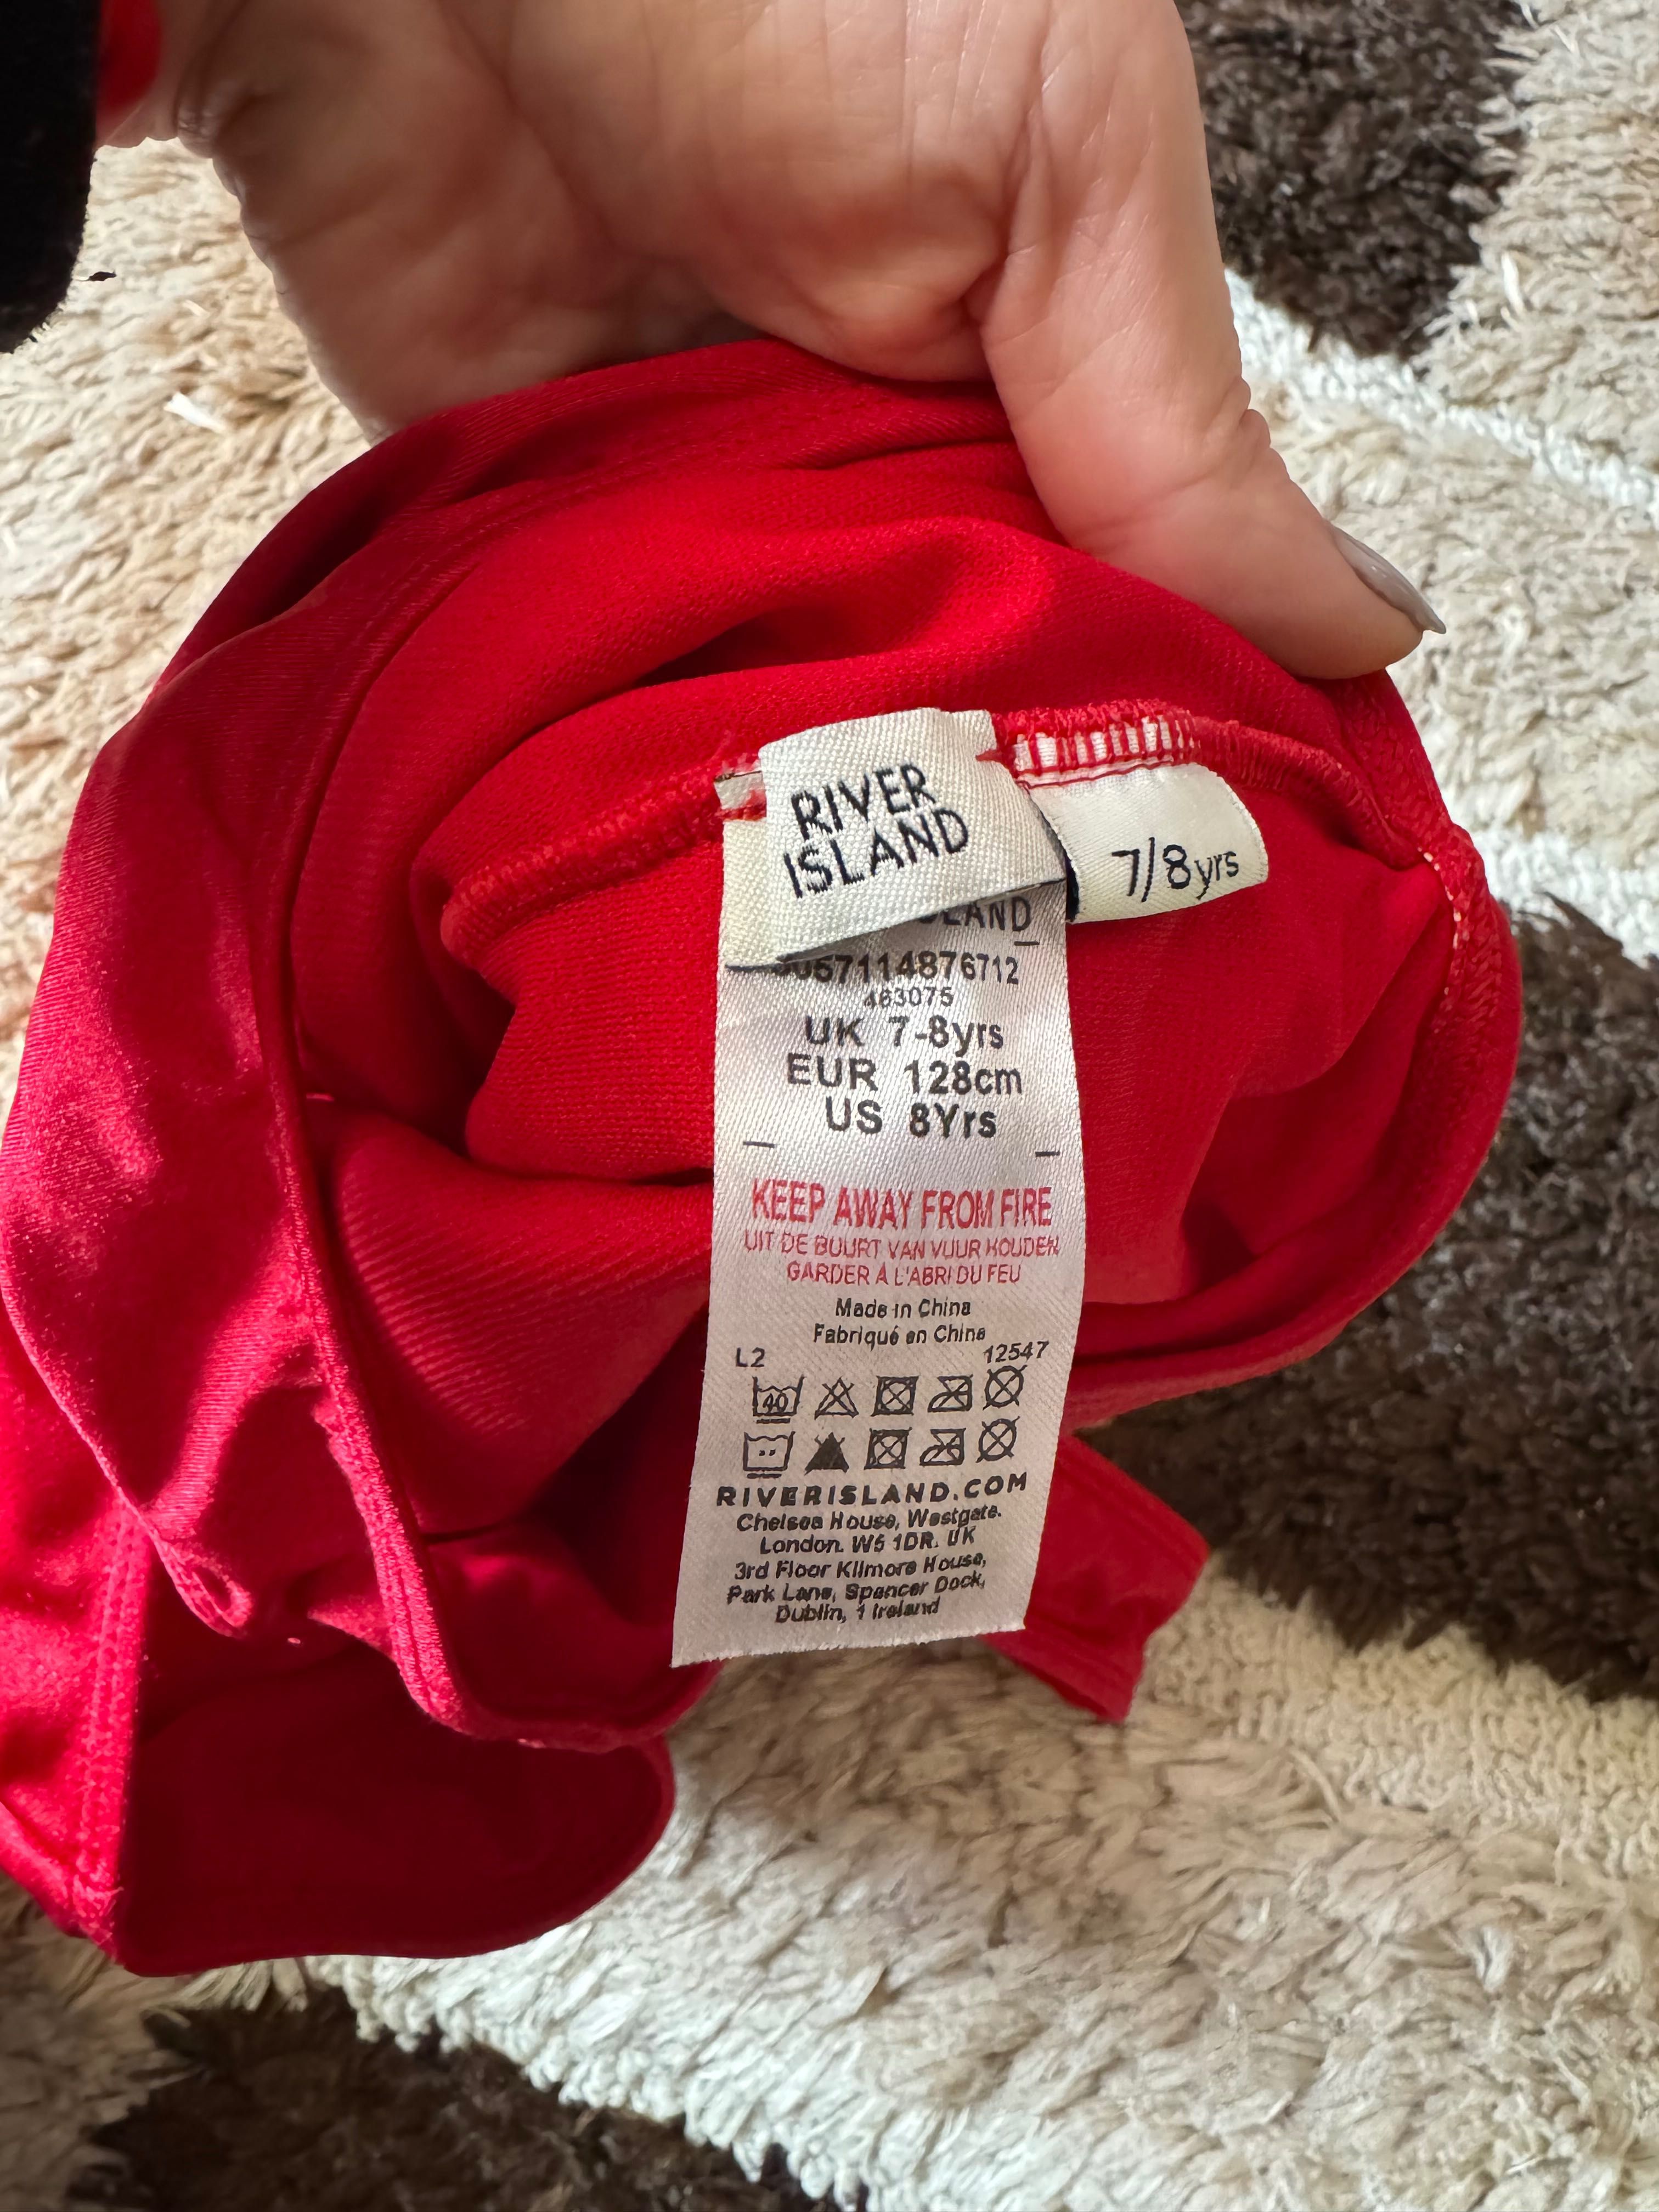 RIVER
ISLAND
7/8yrs
LAND
5057114876712
463075
UK 7-8yrs
EUR 128cm
US 8Yrs
KEEP AWAY FROM FIRE
UIT DE BUURT VAN VUUR HOUDEN
GARDER À L'ABRI DU FEU
Made in China
Fabriqué en Chine
L2 12547
40
RIVERISLAND.COM
Chelsea House, Westgate.
London. W5 1DR. UK
3rd Floor Kilmore House,
Park Lane, Spencer Dock,
Dublin, 1 Ireland